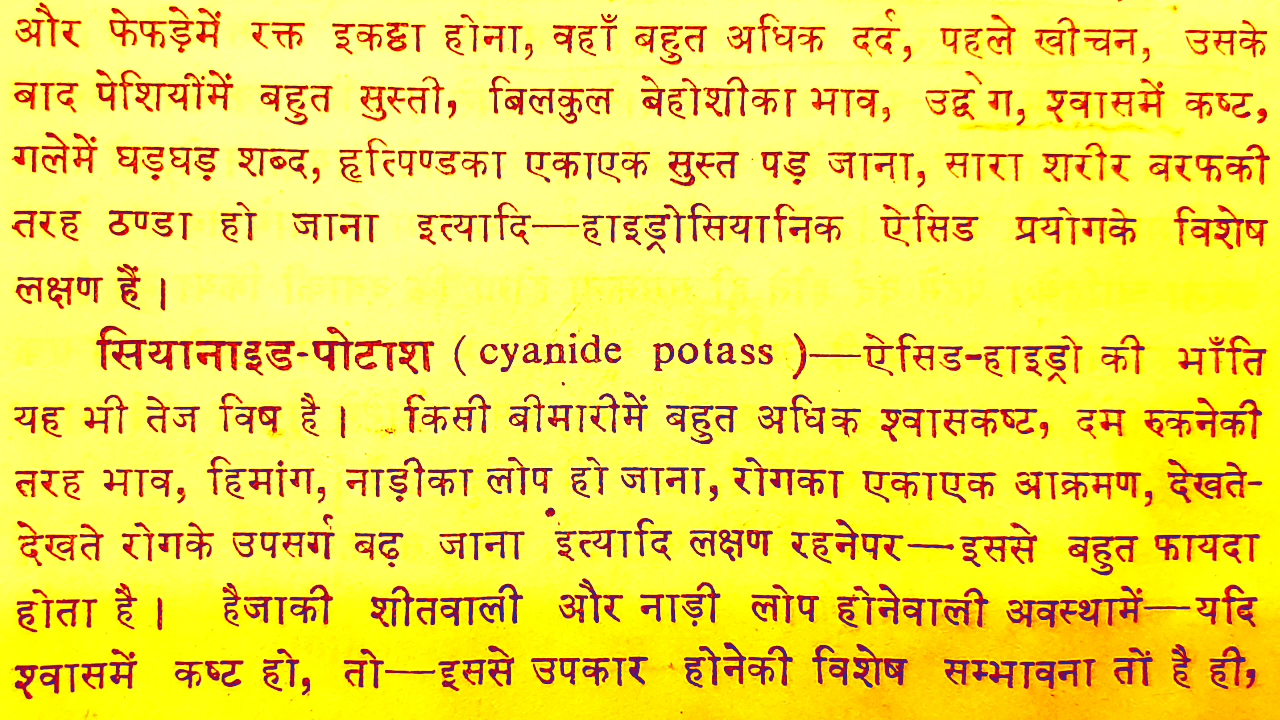 और फेफड़ेमें रक्त इकट्ठा होना, वहाँ बहुत अधिक दर्द, पहले खीचन, उसके
बाद पेशियोंमें बहुत सुस्ती, बिलकुल बेहोशीका भाव, उद्वेग, श्वासमें कष्ट,
गलेमें घड़घड़ शब्द, हृत्पिण्डका एकाएक सुस्त पड़ जाना, सारा शरीर बरफकी
तरह ठण्डा हो जाना इत्यादि—हाइड्रोसियानिक ऐसिड प्रयोगके विशेष
लक्षण हैं।
सियानाइड-पोटाश ( cyanide potass )—ऐसिड-हाइड्रो की भाँति
यह भी तेज विष है। किसी बीमारीमें बहुत अधिक श्वासकष्ट, दम रुकनेकी
तरह भाव, हिमांग, नाड़ीका लोप हो जाना, रोगका एकाएक आक्रमण, देखते-
देखते रोगके उपसर्ग बढ़ जाना इत्यादि लक्षण रहनेपर—इससे बहुत फायदा
होता है। हैजाकी शीतवाली और नाड़ी लोप होनेवाली अवस्थामें—यदि
श्वासमें कष्ट हो, तो—इससे उपकार होनेकी विशेष सम्भावना तों है ही,